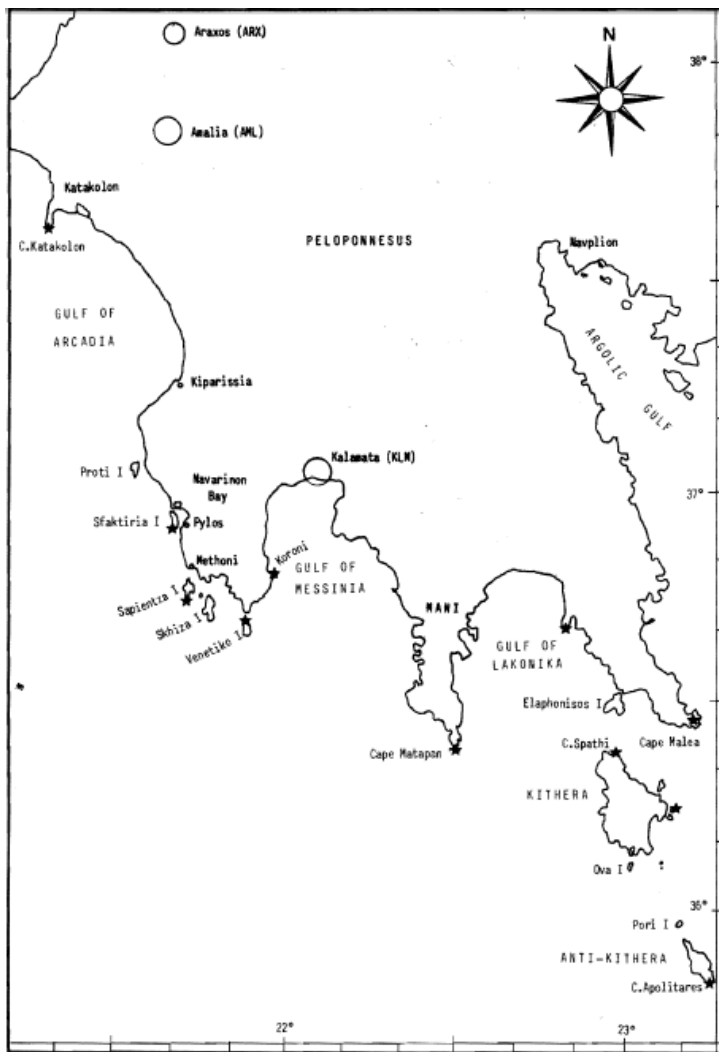 Araxos (ARX)
N
38°
Amalia (AML)
Katakolon
C.Katakolon
PELOPONNESUS
Navplion
GULF OF
ARCADIA
ARGOLIC
GULF
Kiparissia
Kalamata (KLM)
Proti I
Navarinon
Bay
37°
Sfaktiria I
Pylos
Methoni
Koroni
GULF OF
MESSINIA
Sapientza I
Skhiza I
MANI
Venetiko I
GULF OF
LAKONIKA
Elaphonisos I
Cape Matapan
C.Spathi
Cape Malea
KITHERA
Ova I
36°
Pori I
ANTI-KITHERA
C.Apolitares
22°
23°